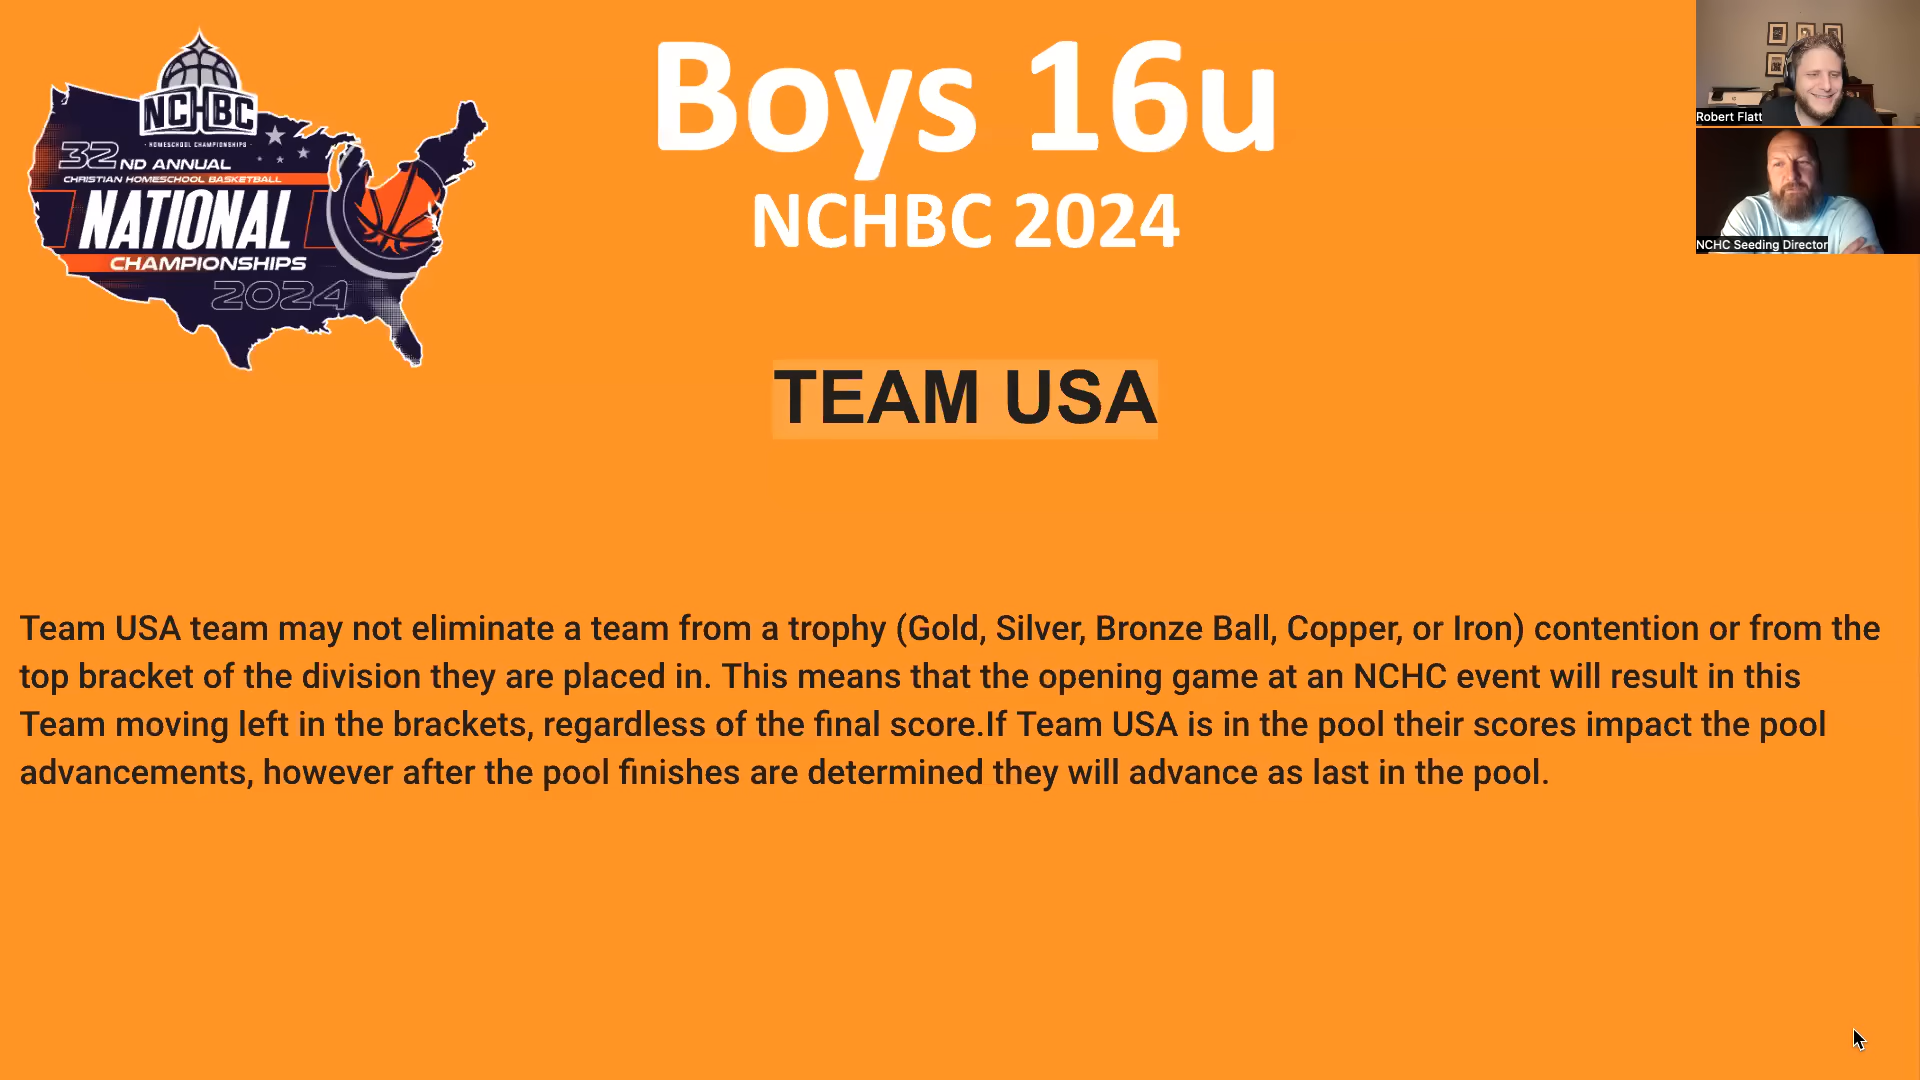 Boys 16u
NCHBC 2024
NCHBC
· HOMESCHOOL CHAMPIONSHIPS ·
32ND ANNUAL
CHRISTIAN HOMESCHOOL BASKETBALL
NATIONAL
CHAMPIONSHIPS
2024
Robert Flatt
NCHC Seeding Director
TEAM USA
Team USA team may not eliminate a team from a trophy (Gold, Silver, Bronze Ball, Copper, or Iron) contention or from the
top bracket of the division they are placed in. This means that the opening game at an NCHC event will result in this
Team moving left in the brackets, regardless of the final score.If Team USA is in the pool their scores impact the pool
advancements, however after the pool finishes are determined they will advance as last in the pool.